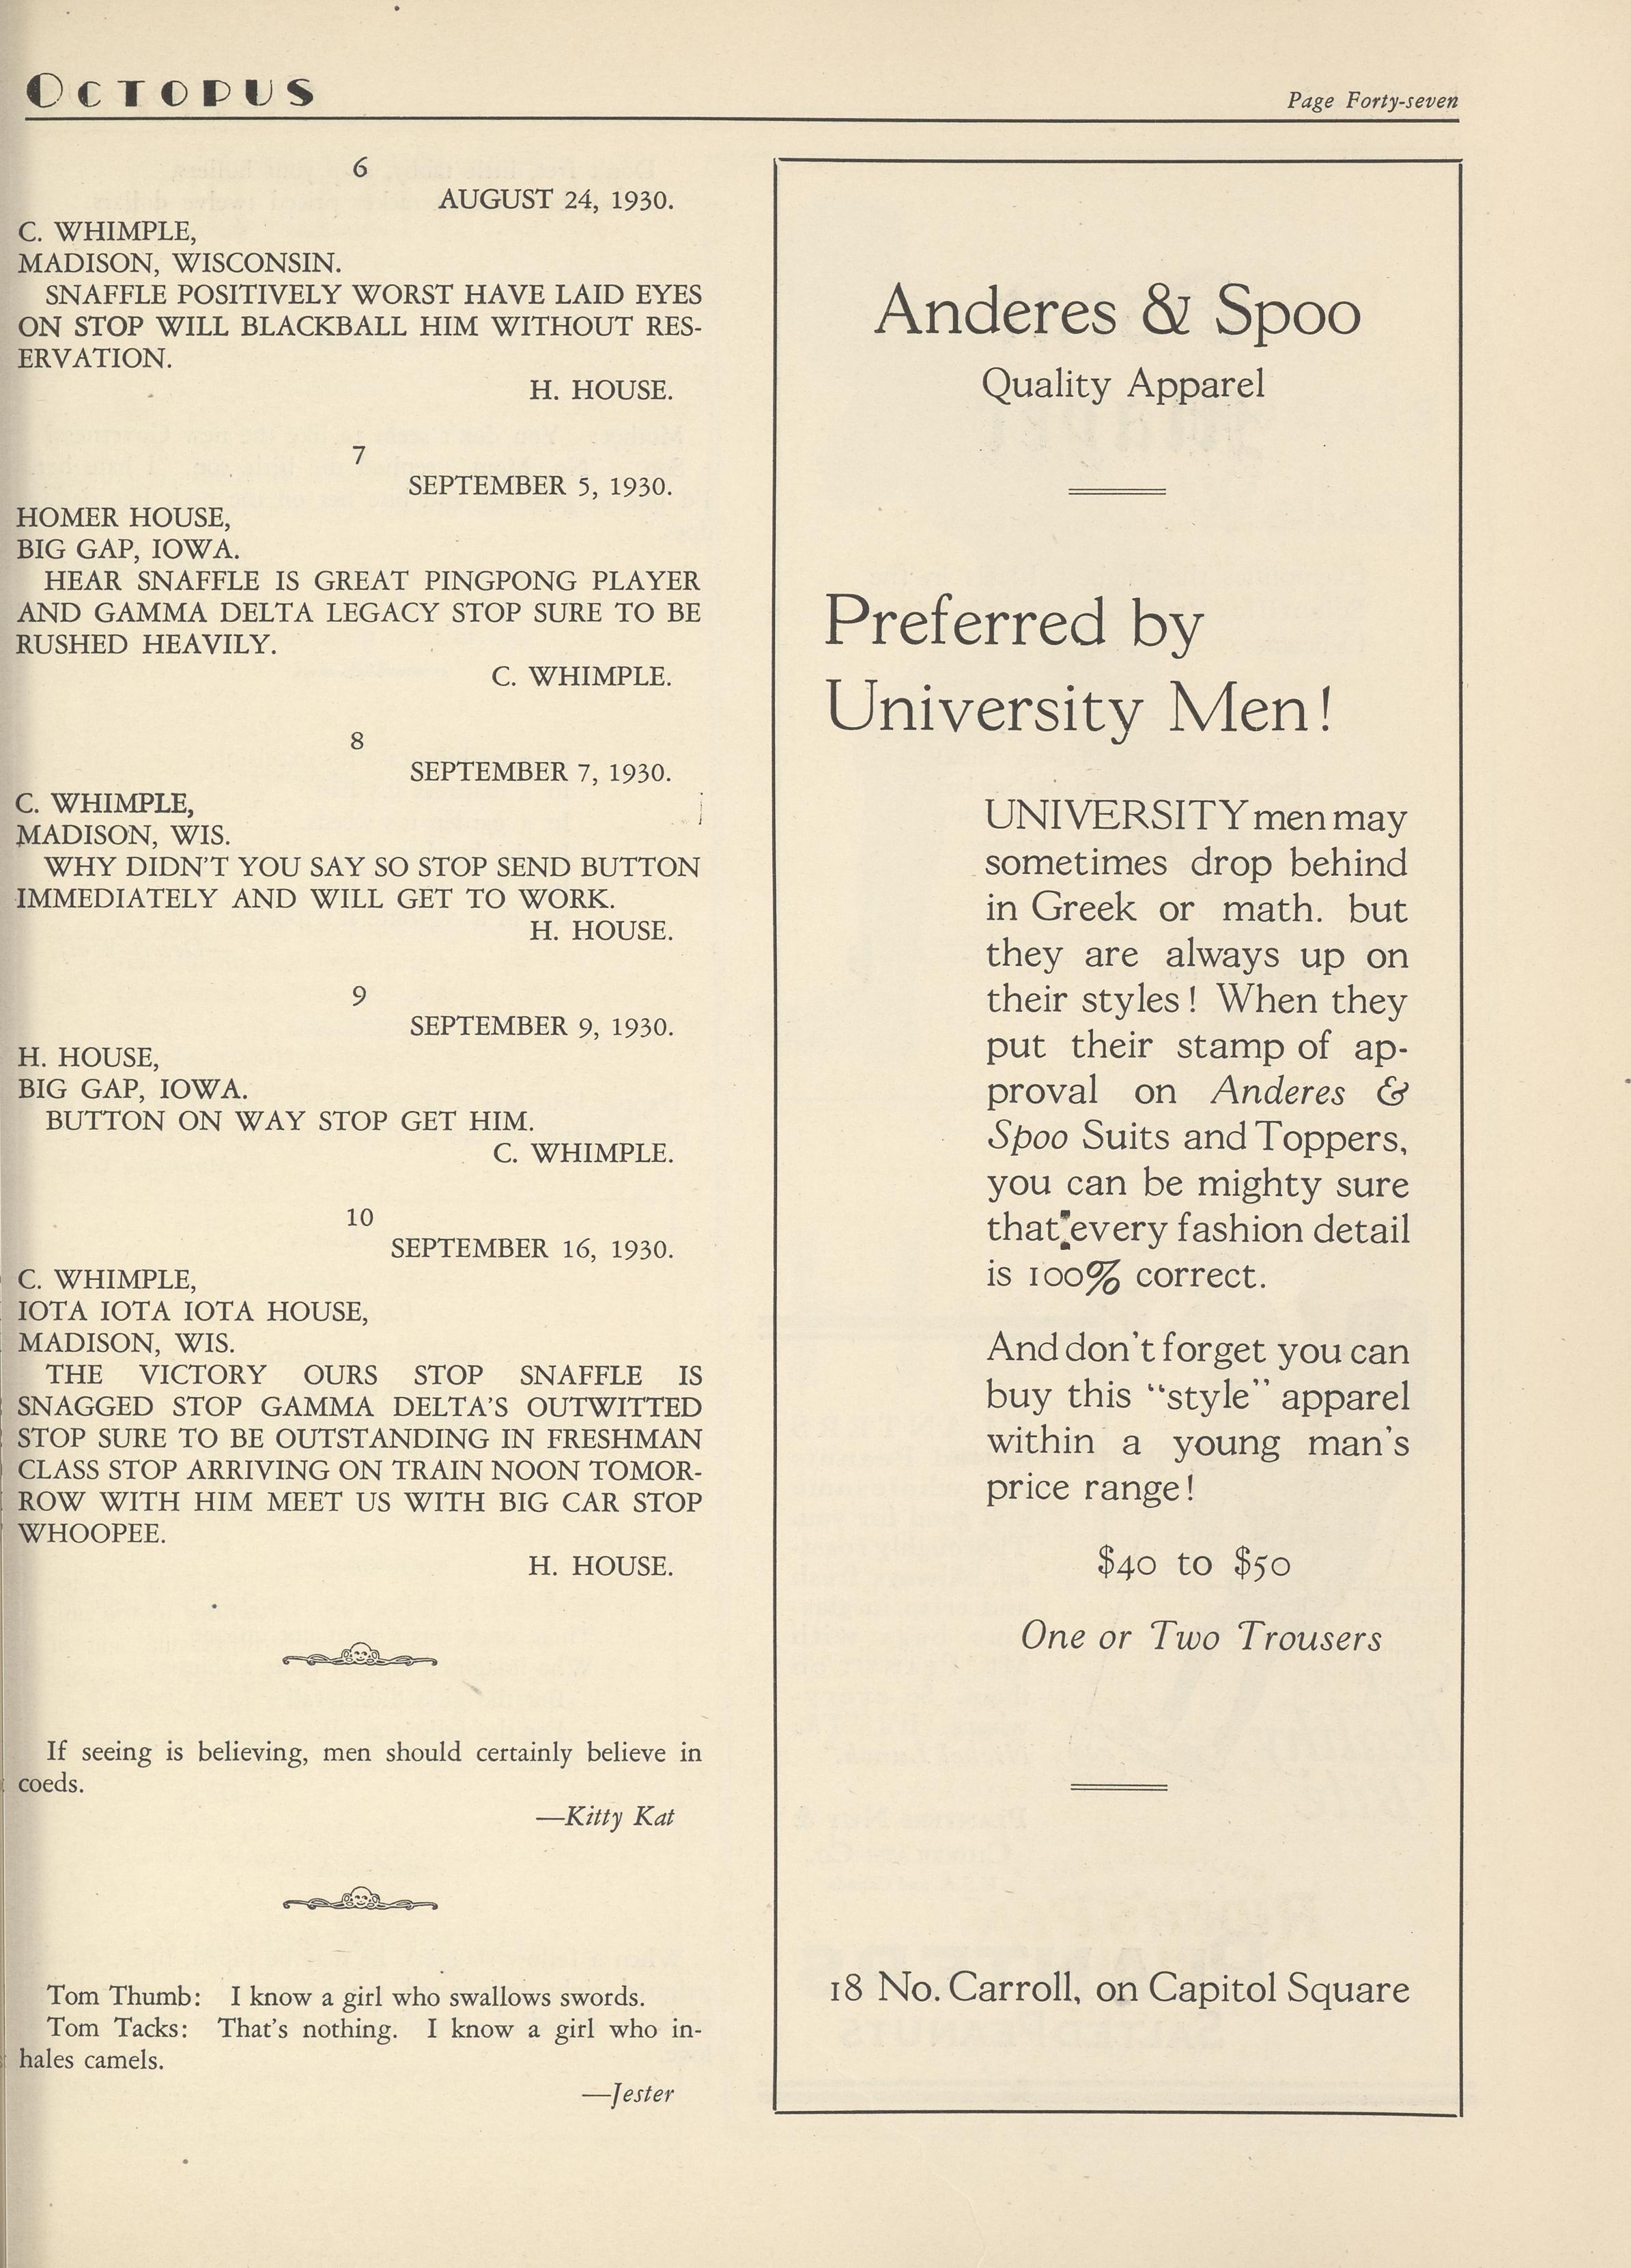 OCTOPUS
Page Forty-seven
6
AUGUST 24, 1930.
C. WHIMPLE,
MADISON, WISCONSIN.
SNAFFLE POSITIVELY WORST HAVE LAID EYES
ON STOP WILL BLACKBALL HIM WITHOUT RES-
ERVATION.
H. HOUSE.
7
SEPTEMBER 5, 1930.
HOMER HOUSE,
BIG GAP, IOWA.
HEAR SNAFFLE IS GREAT PINGPONG PLAYER
AND GAMMA DELTA LEGACY STOP SURE TO BE
RUSHED HEAVILY.
C. WHIMPLE.
8
SEPTEMBER 7, 1930.
C. WHIMPLE,
MADISON, WIS.
WHY DIDN'T YOU SAY SO STOP SEND BUTTON
IMMEDIATELY AND WILL GET TO WORK.
H. HOUSE.
9
SEPTEMBER 9, 1930.
H. HOUSE,
BIG GAP, IOWA.
BUTTON ON WAY STOP GET HIM.
C. WHIMPLE.
10
SEPTEMBER 16, 1930.
C. WHIMPLE,
IOTA IOTA IOTA HOUSE,
MADISON, WIS.
THE VICTORY OURS STOP SNAFFLE IS
SNAGGED STOP GAMMA DELTA'S OUTWITTED
STOP SURE TO BE OUTSTANDING IN FRESHMAN
CLASS STOP ARRIVING ON TRAIN NOON TOMOR-
ROW WITH HIM MEET US WITH BIG CAR STOP
WHOOPEE.
H. HOUSE.
If seeing is believing, men should certainly believe in
coeds.
—Kitty Kat
Tom Thumb: I know a girl who swallows swords.
Tom Tacks: That's nothing. I know a girl who in-
hales camels.
—Jester
Anderes & Spoo
Quality Apparel
Preferred by
University Men!
UNIVERSITY men may
sometimes drop behind
in Greek or math. but
they are always up on
their styles! When they
put their stamp of ap-
proval on Anderes &
Spoo Suits and Toppers,
you can be mighty sure
that every fashion detail
is 100% correct.
And don't forget you can
buy this "style" apparel
within a young man's
price range!
$40 to $50
One or Two Trousers
18 No. Carroll, on Capitol Square